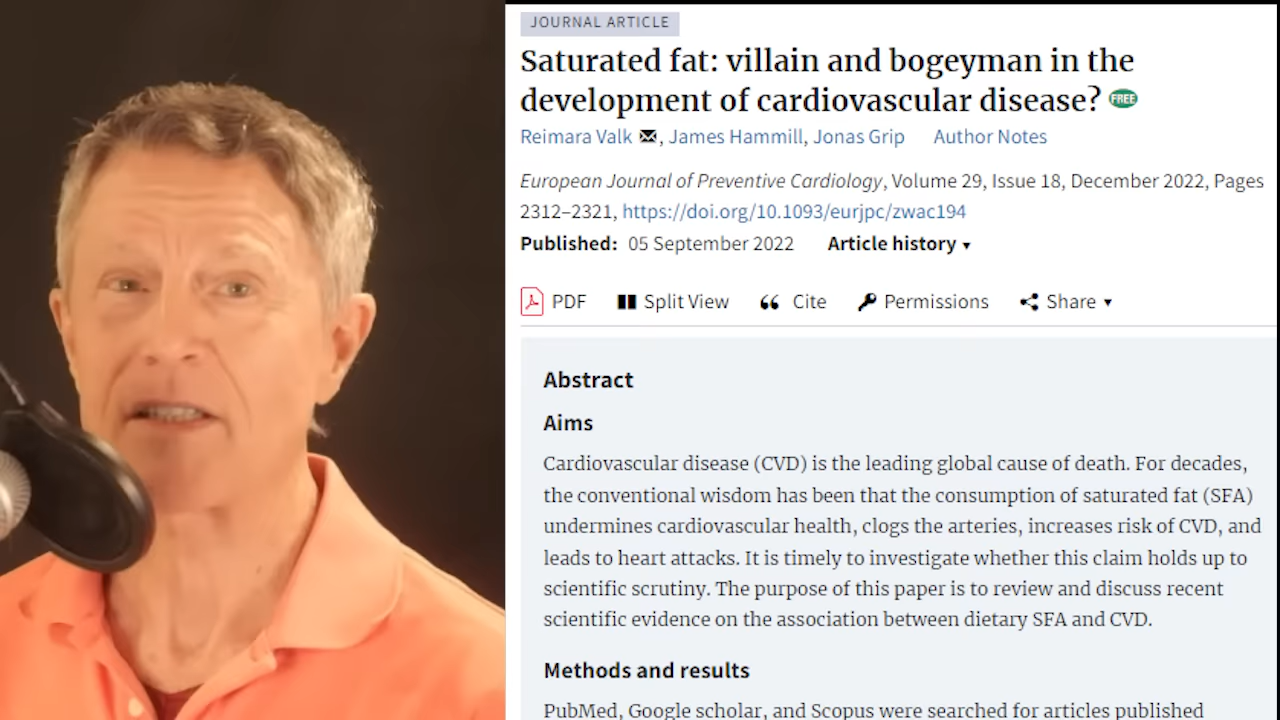 JOURNAL ARTICLE
Saturated fat: villain and bogeyman in the
development of cardiovascular disease? FREE
Reimara Valk, James Hammill, Jonas Grip Author Notes
European Journal of Preventive Cardiology, Volume 29, Issue 18, December 2022, Pages
2312–2321, https://doi.org/10.1093/eurjpc/zwac194
Published: 05 September 2022 Article history
PDF Split View Cite Permissions Share
Abstract
Aims
Cardiovascular disease (CVD) is the leading global cause of death. For decades,
the conventional wisdom has been that the consumption of saturated fat (SFA)
undermines cardiovascular health, clogs the arteries, increases risk of CVD, and
leads to heart attacks. It is timely to investigate whether this claim holds up to
scientific scrutiny. The purpose of this paper is to review and discuss recent
scientific evidence on the association between dietary SFA and CVD.
Methods and results
PubMed, Google scholar, and Scopus were searched for articles published